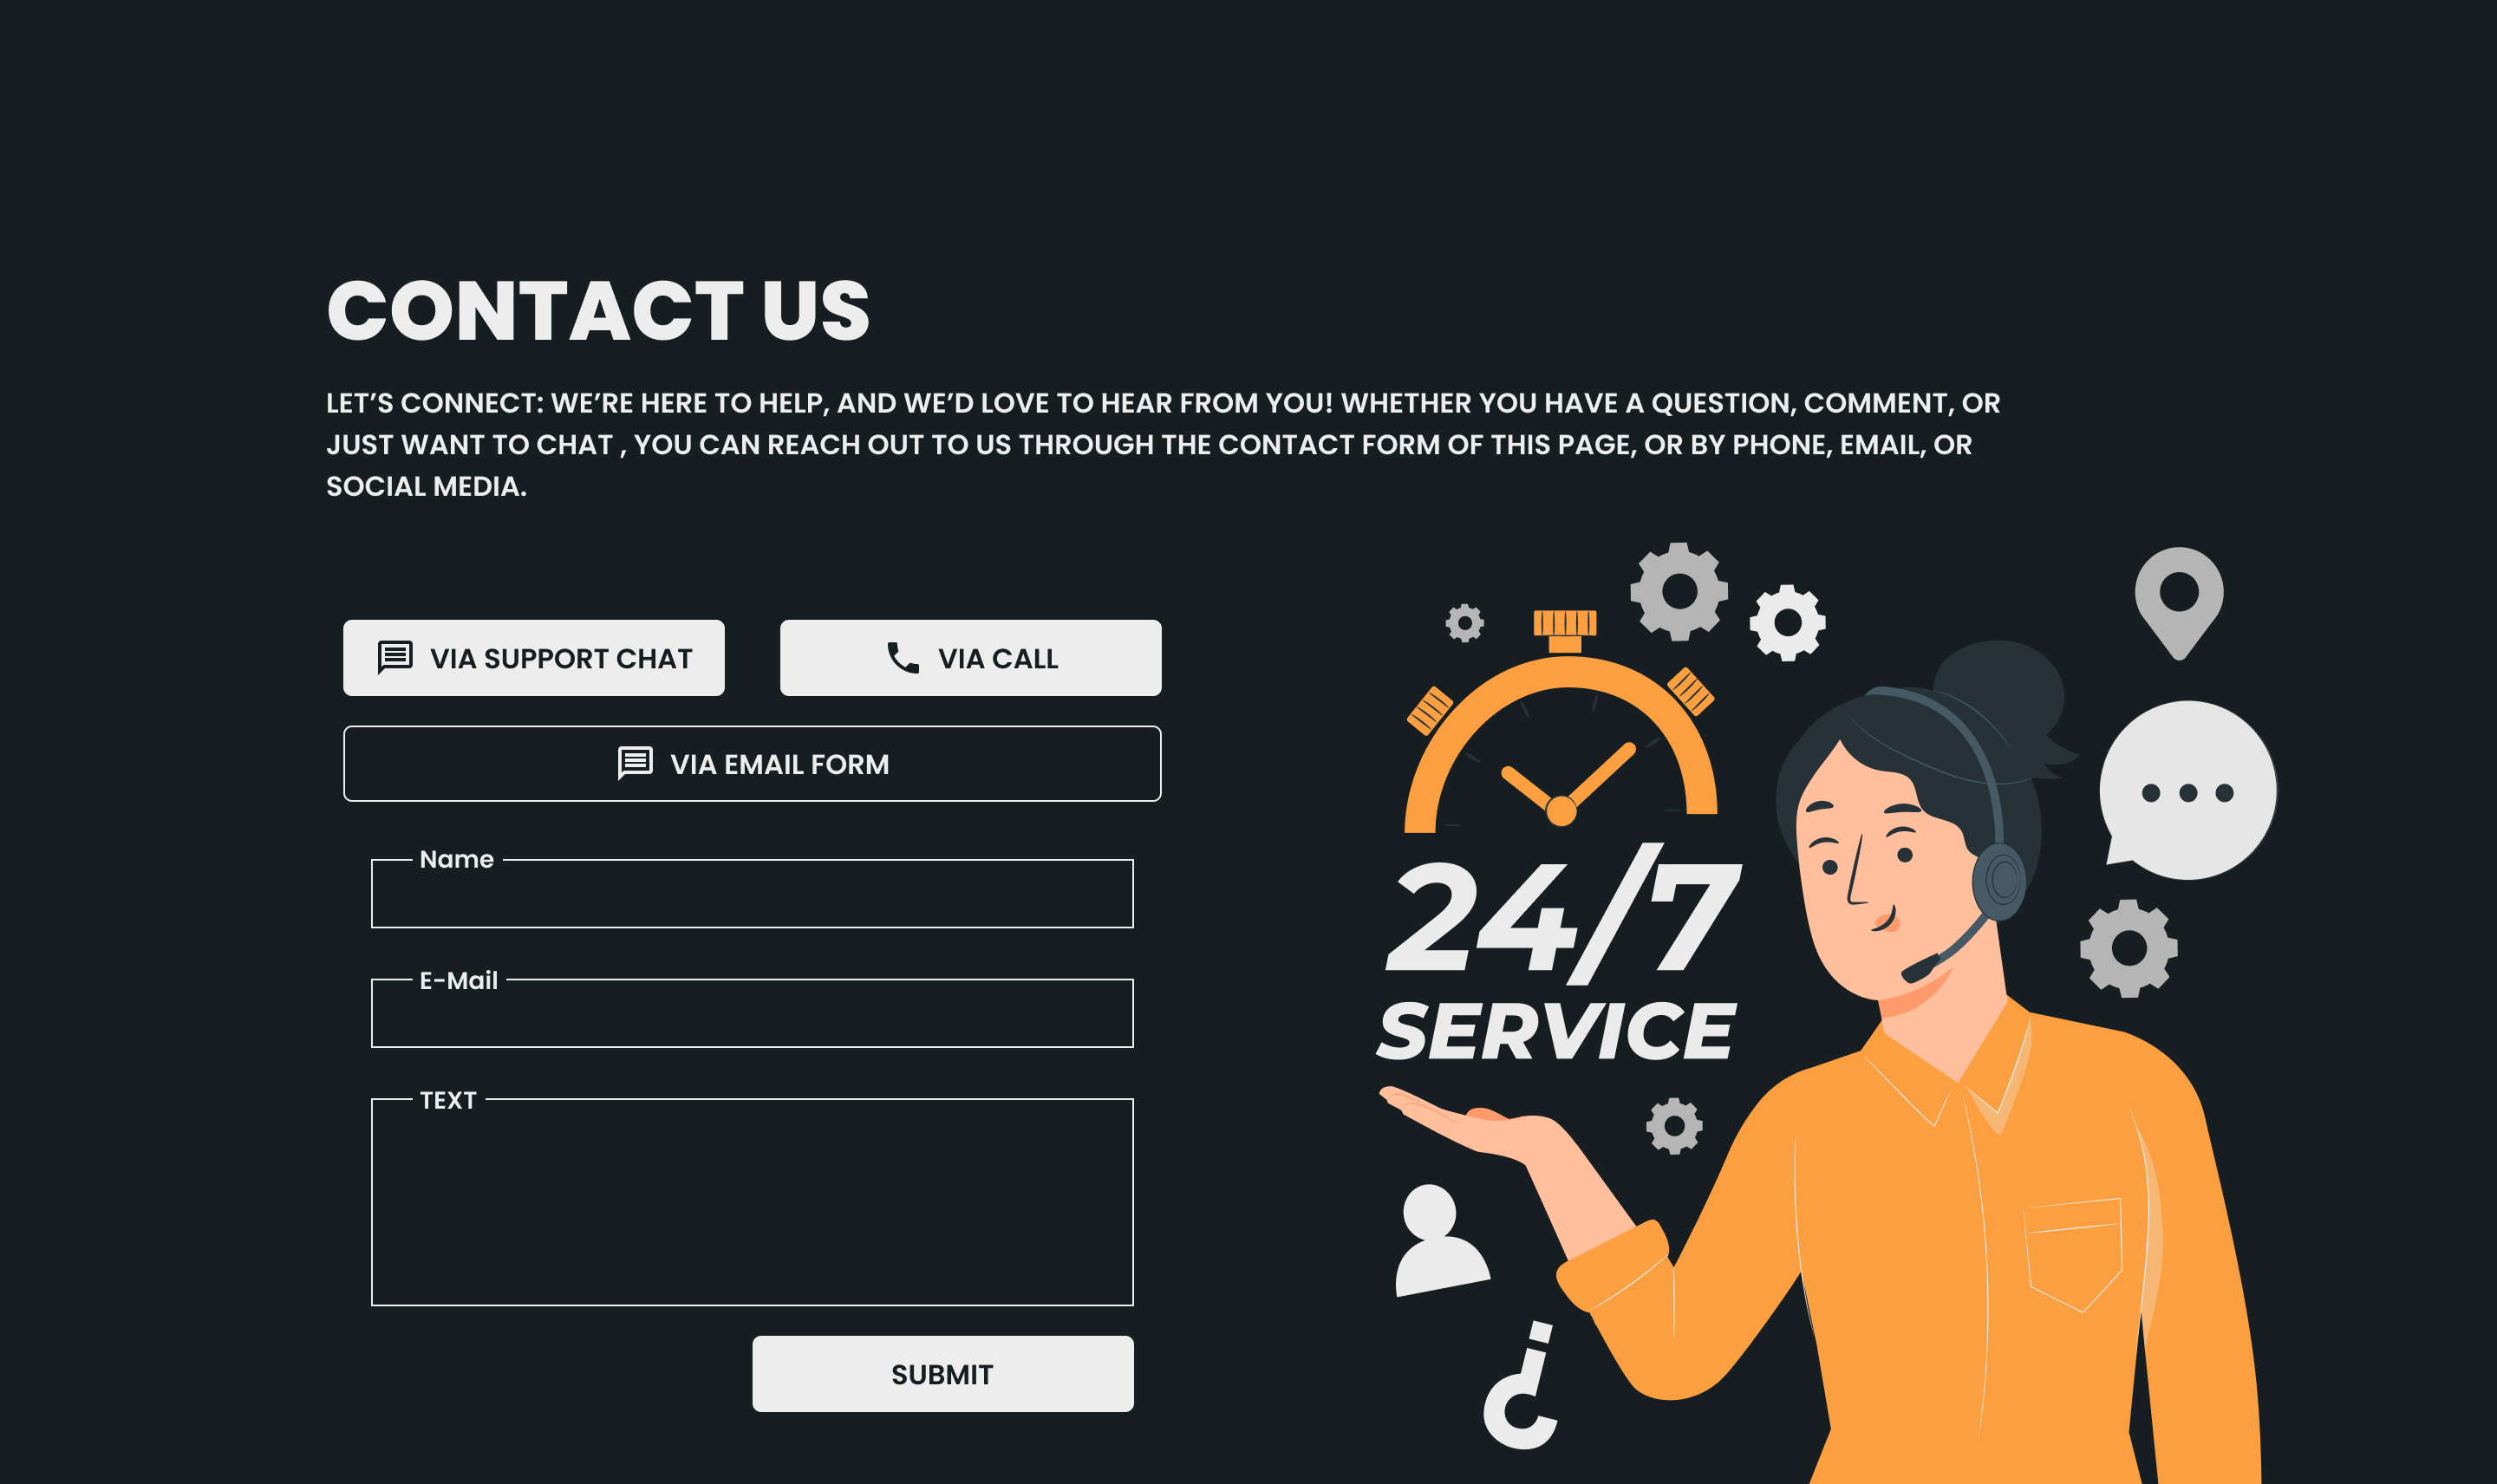 CONTACT US
LET’S CONNECT: WE’RE HERE TO HELP, AND WE’D LOVE TO HEAR FROM YOU! WHETHER YOU HAVE A QUESTION, COMMENT, OR
JUST WANT TO CHAT , YOU CAN REACH OUT TO US THROUGH THE CONTACT FORM OF THIS PAGE, OR BY PHONE, EMAIL, OR
SOCIAL MEDIA.
VIA SUPPORT CHAT
VIA CALL
VIA EMAIL FORM
Name
E-Mail
TEXT
SUBMIT
24/7
SERVICE
¿